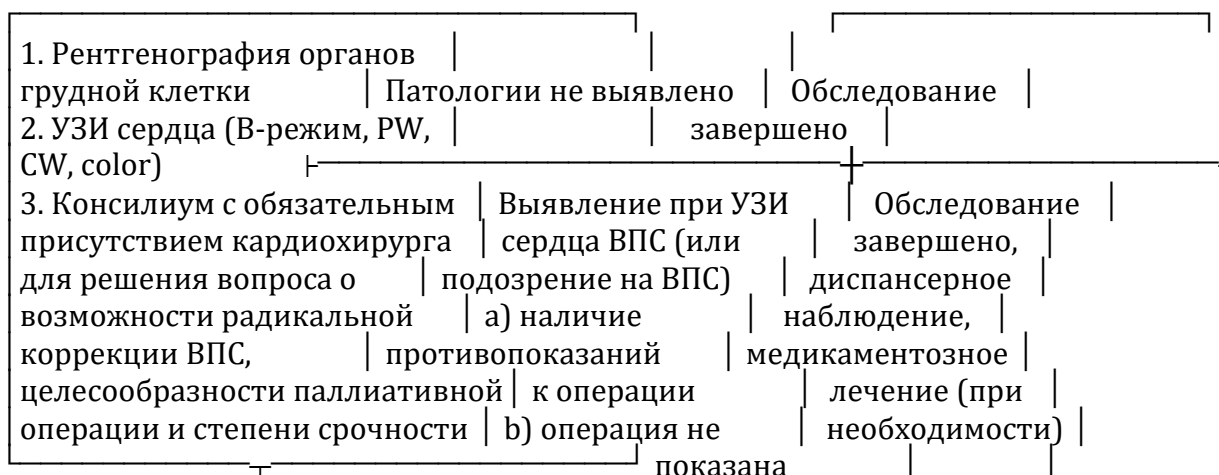 1. Рентгенография органов │ │ │
грудной клетки │ Патологии не выявлено │ Обследование │
2. УЗИ сердца (В-режим, PW, │ │ завершено │
CW, color)
3. Консилиум с обязательным │ Выявление при УЗИ │ Обследование │
присутствием кардиохирурга │ сердца ВПС (или │ завершено, │
для решения вопроса о │ подозрение на ВПС) │ диспансерное │
возможности радикальной │ a) наличие │ наблюдение, │
коррекции ВПС, │ противопоказаний │ медикаментозное │
целесообразности паллиативной │ к операции │ лечение (при │
операции и степени срочности │ b) операция не │ необходимости) │
показана │ │